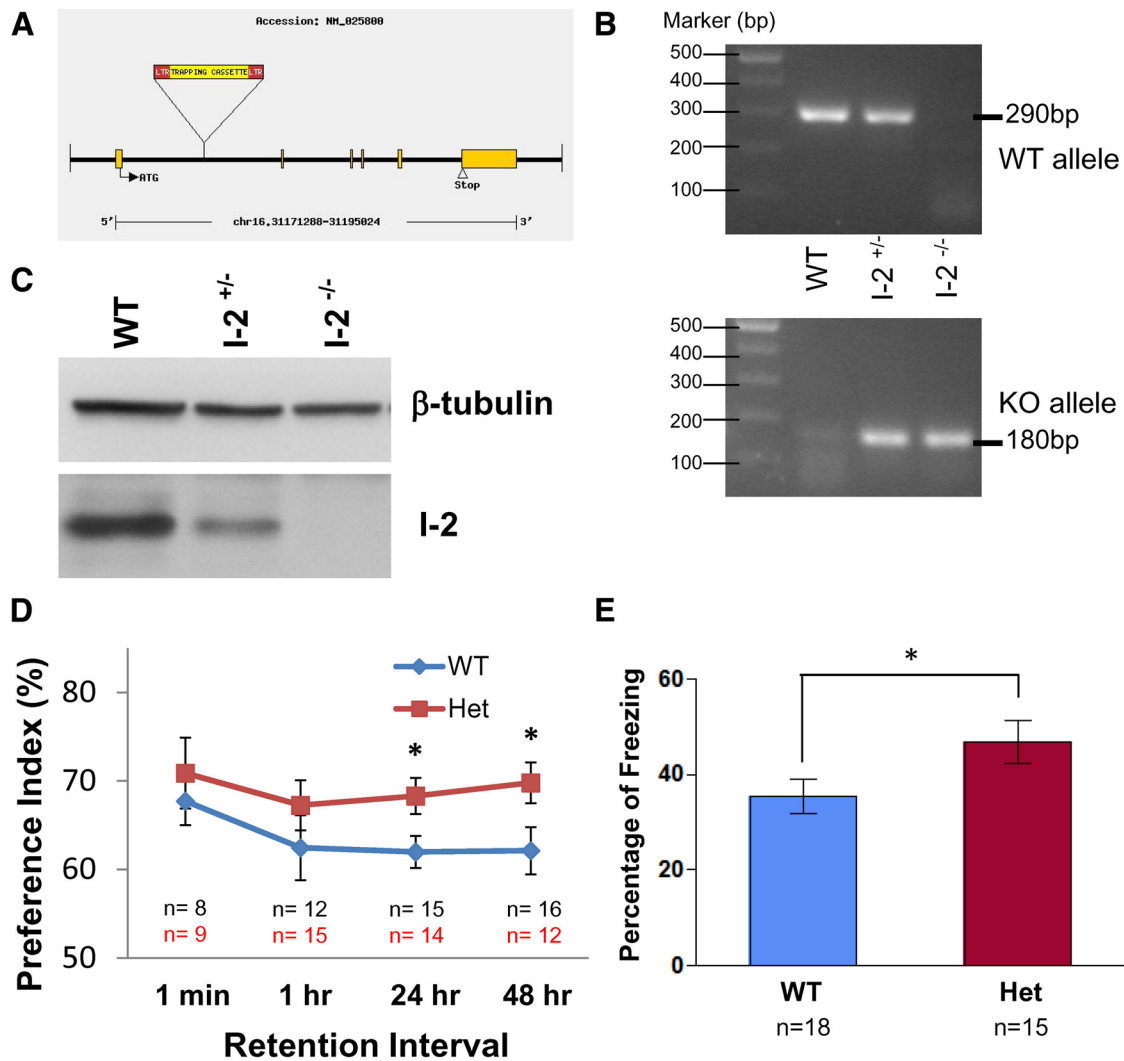 A
Accession: NM_025800
LTR TRAPPING CASSETTE LTR
ATG
Stop
5' chr16.31171288-31195024 3'
B
Marker (bp)
500
400
300
200
100
290bp
WT allele
WT
I-2 +/-
I-2 -/-
500
400
300
200
100
KO allele
180bp
C
WT
I-2 +/-
I-2 -/-
β-tubulin
I-2
D
Preference Index (%)
80
70
60
50
WT
Het
*
*
n= 8 n= 12 n= 15 n= 16
n= 9 n= 15 n= 14 n= 12
1 min 1 hr 24 hr 48 hr
Retention Interval
E
Percentage of Freezing
60
40
20
0
*
WT Het
n=18 n=15